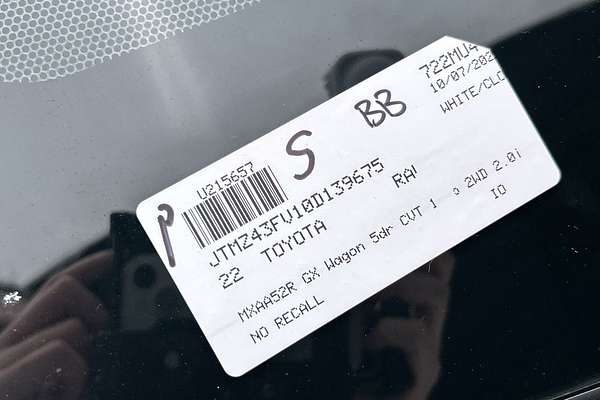 P U215657 S BB 722MU4
10/07/202
WHITE/CLO
JTMZ43FV10D139675
22 TOYOTA RA
MXAA52R GX Wagon 5dr CVT 1 2WD 2.0i
NO RECALL IO